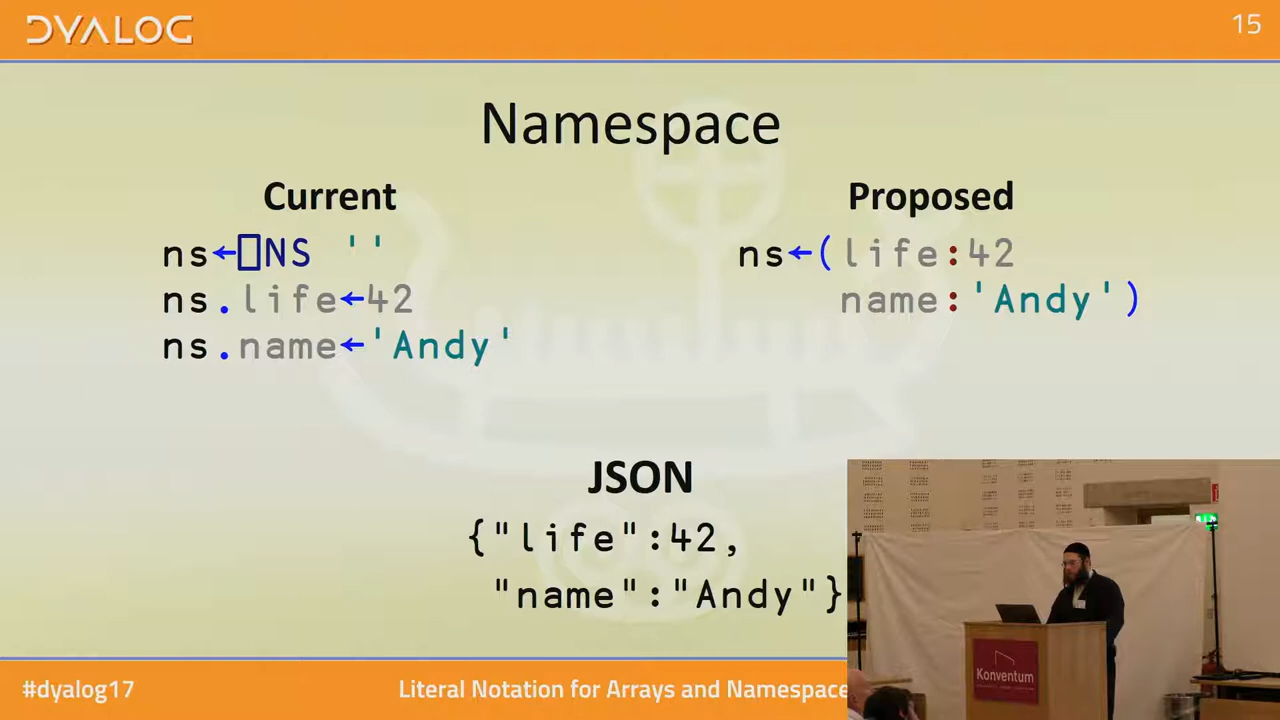 DYALOG
15
Namespace
Current
ns←⎕NS ''
ns.life←42
ns.name←'Andy'
Proposed
ns←(life:42
name:'Andy')
JSON
{"life":42,
"name":"Andy"}
Konventum
#dyalog17
Literal Notation for Arrays and Namespace